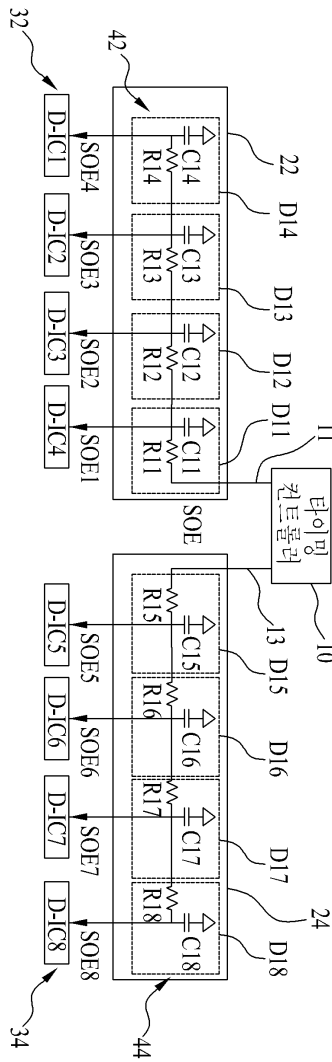 타이밍
컨트롤러
10
11
13
SOE
22
D14
D13
D12
D11
D15
D16
D17
24
D18
42
C14
C13
C12
C11
C15
C16
C17
C18
R14
R13
R12
R11
R15
R16
R17
R18
44
SOE4
SOE3
SOE2
SOE1
SOE5
SOE6
SOE7
SOE8
32
D-IC1
D-IC2
D-IC3
D-IC4
D-IC5
D-IC6
D-IC7
D-IC8
34